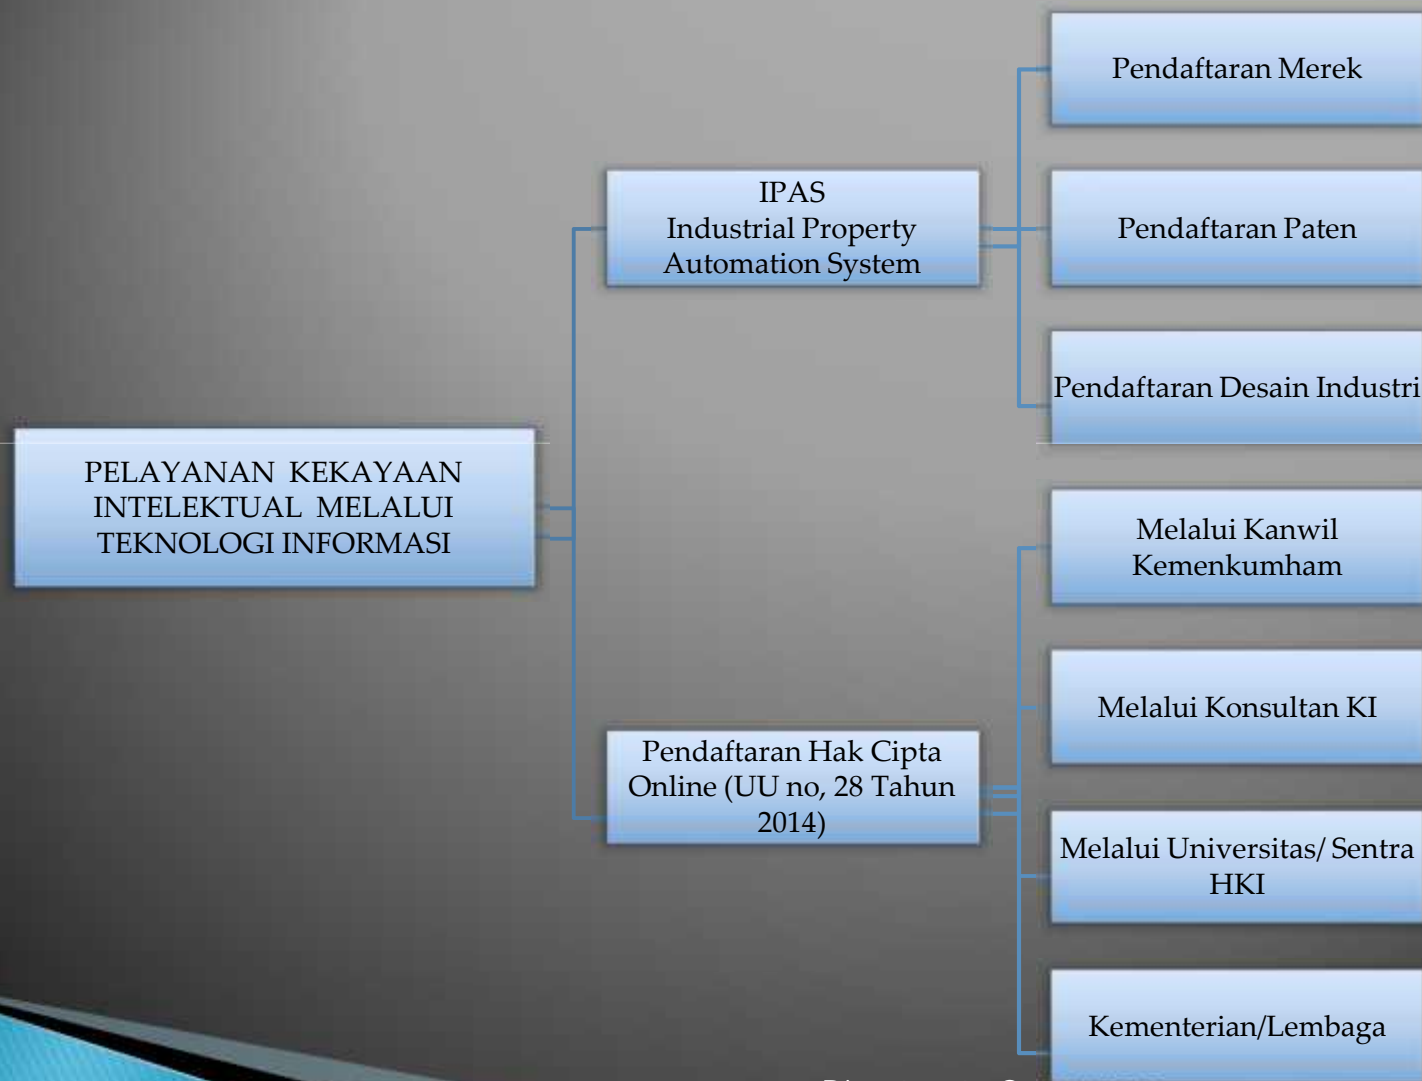 PELAYANAN KEKAYAAN
INTELEKTUAL MELALUI
TEKNOLOGI INFORMASI
IPAS
Industrial Property
Automation System
Pendaftaran Merek
Pendaftaran Paten
Pendaftaran Desain Industri
Pendaftaran Hak Cipta
Online (UU no, 28 Tahun
2014)
Melalui Kanwil
Kemenkumham
Melalui Konsultan KI
Melalui Universitas/ Sentra
HKI
Kementerian/Lembaga